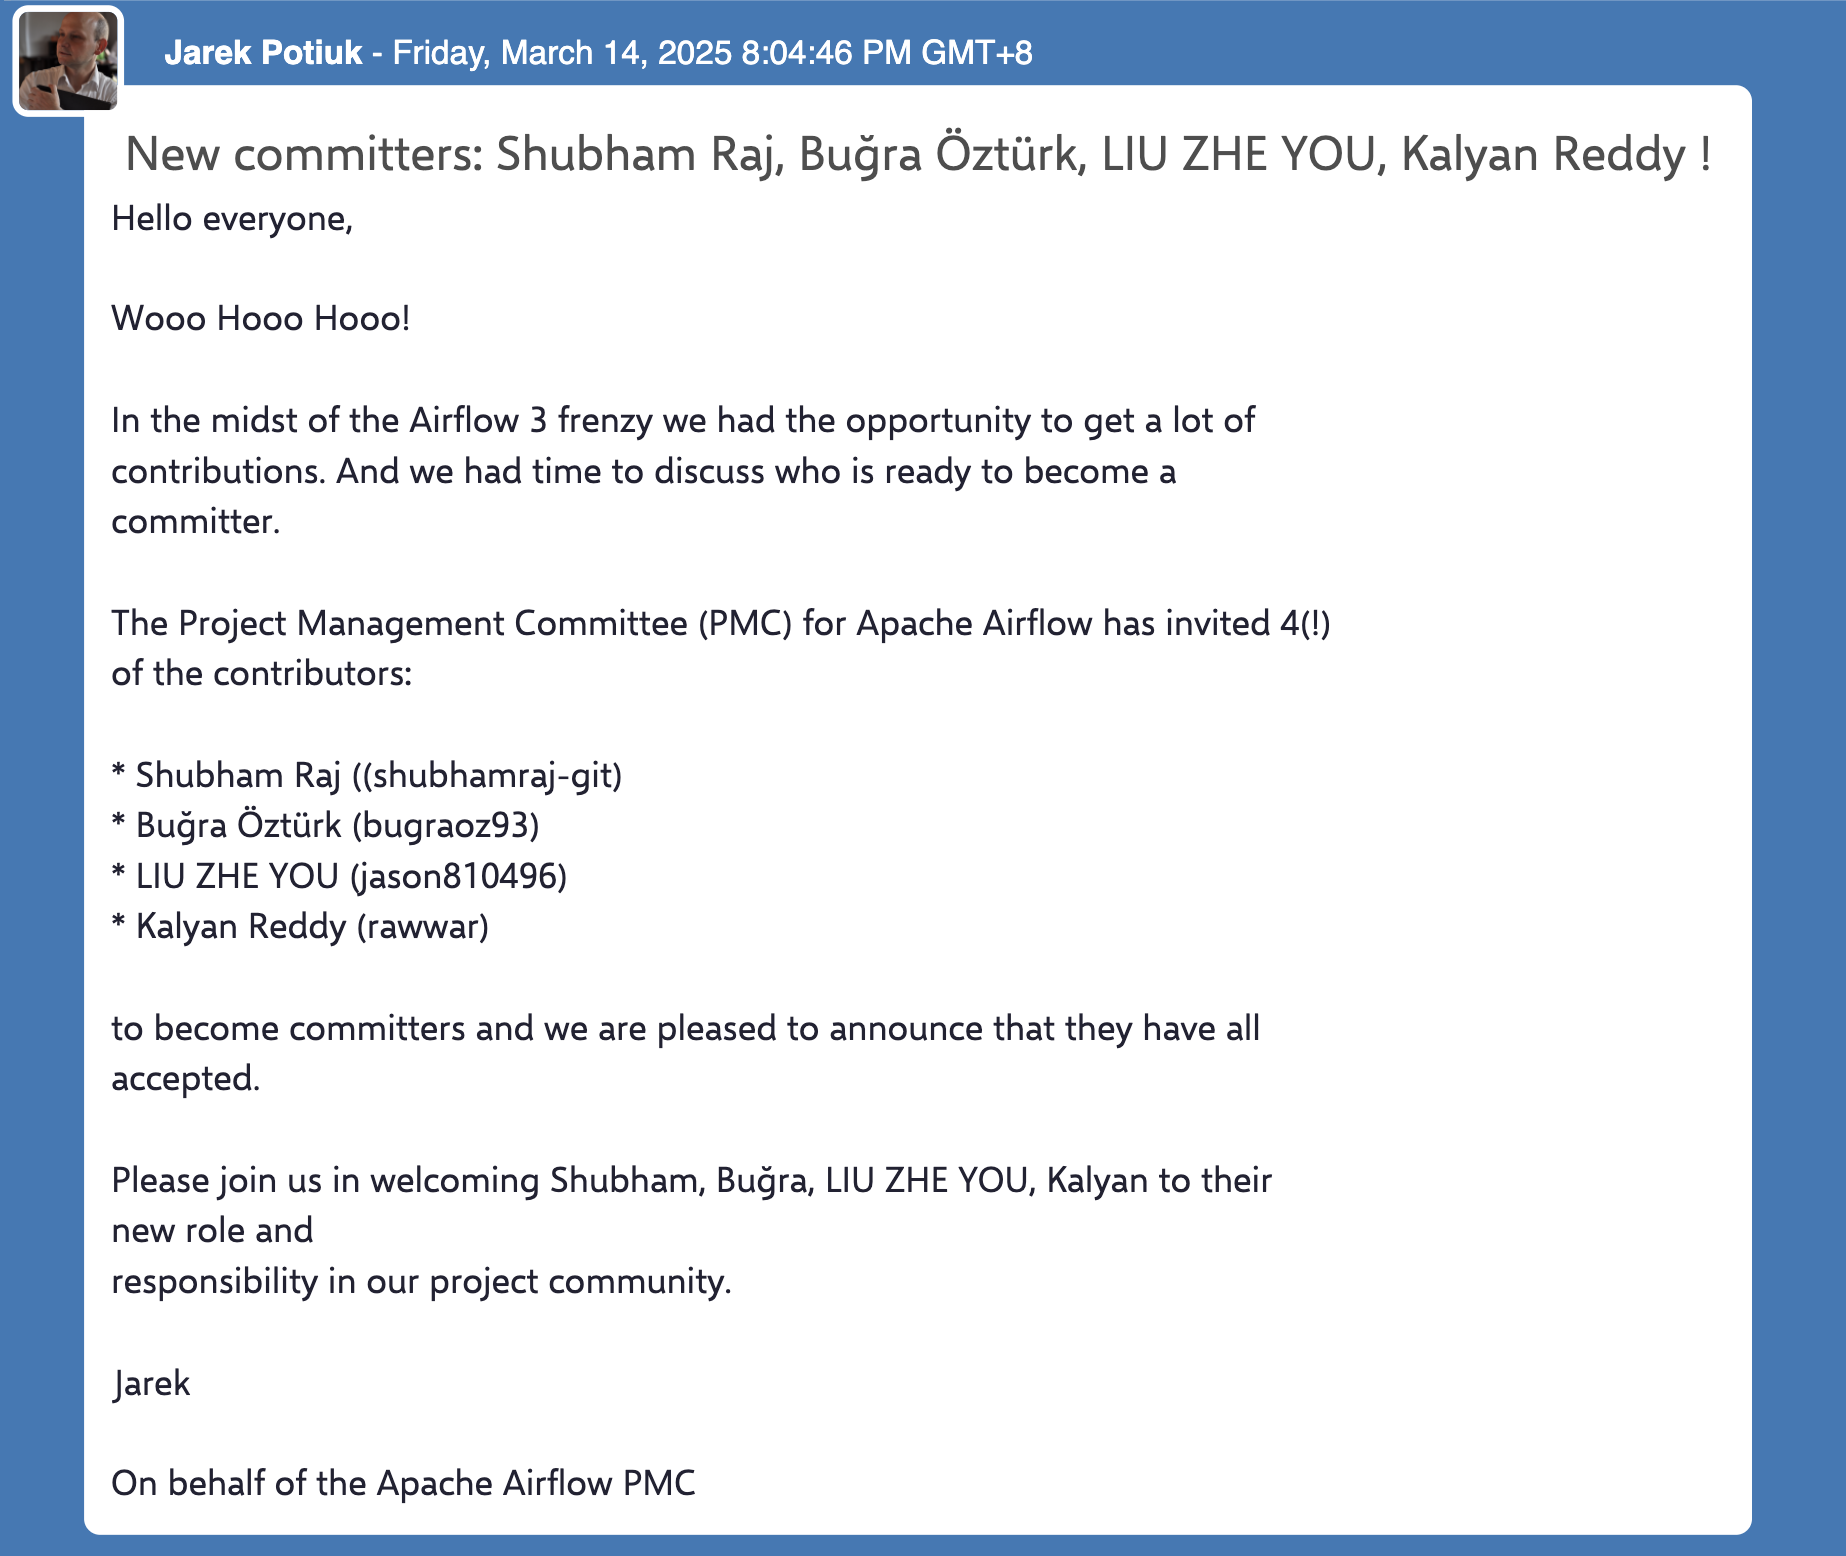 Jarek Potiuk - Friday, March 14, 2025 8:04:46 PM GMT+8
New committers: Shubham Raj, Buğra Öztürk, LIU ZHE YOU, Kalyan Reddy !
Hello everyone,
Wooo Hooo Hooo!
In the midst of the Airflow 3 frenzy we had the opportunity to get a lot of
contributions. And we had time to discuss who is ready to become a
committer.
The Project Management Committee (PMC) for Apache Airflow has invited 4(!)
of the contributors:
* Shubham Raj ((shubhamraj-git)
* Buğra Öztürk (bugraoz93)
* LIU ZHE YOU (jason810496)
* Kalyan Reddy (rawwar)
to become committers and we are pleased to announce that they have all
accepted.
Please join us in welcoming Shubham, Buğra, LIU ZHE YOU, Kalyan to their
new role and
responsibility in our project community.
Jarek
On behalf of the Apache Airflow PMC